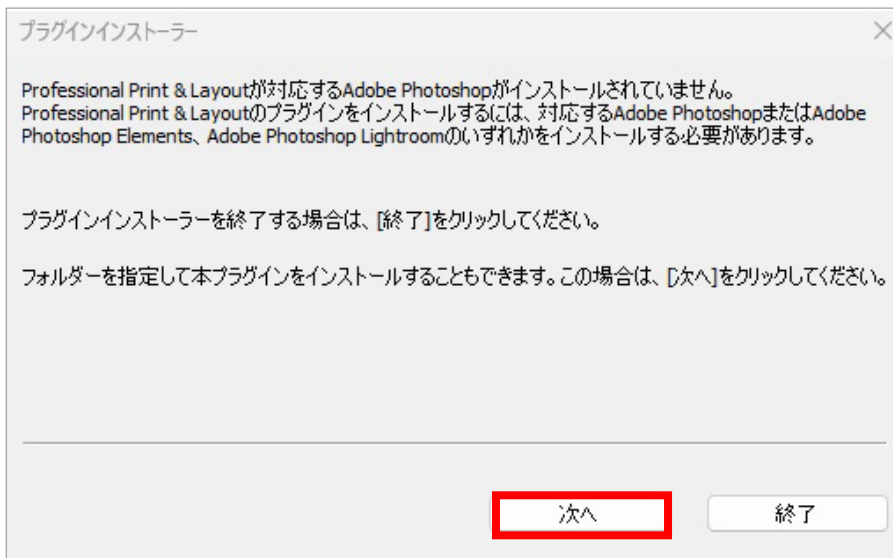 プラグインインストーラー
Professional Print & Layoutが対応するAdobe Photoshopがインストールされていません。
Professional Print & Layoutのプラグインをインストールするには、対応するAdobe PhotoshopまたはAdobe
Photoshop Elements、Adobe Photoshop Lightroomのいずれかをインストールする必要があります。
プラグインインストーラーを終了する場合は、[終了]をクリックしてください。
フォルダーを指定して本プラグインをインストールすることもできます。この場合は、[次へ]をクリックしてください。
次へ
終了